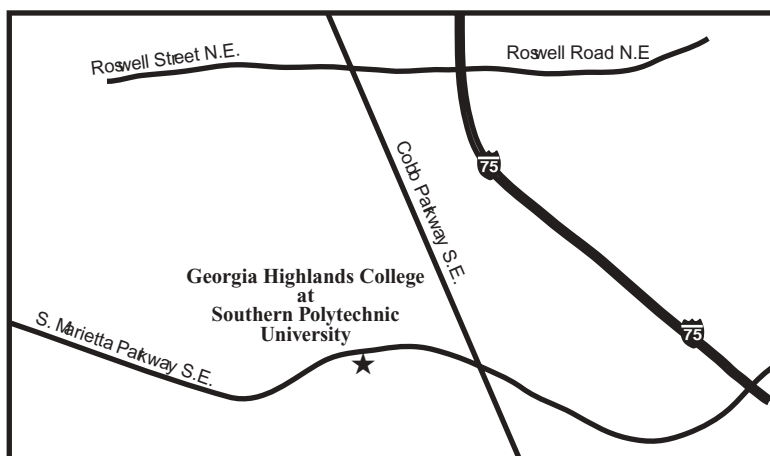 Roswell Street N.E.
Roswell Road N.E
75
Cobb Parkway S.E.
Georgia Highlands College
at
Southern Polytechnic
University
S. Marietta Parkway S.E.
75